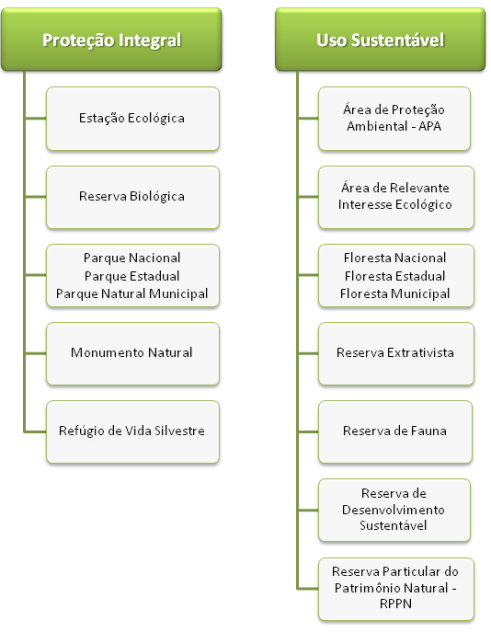 Proteção Integral
Estação Ecológica
Reserva Biológica
Parque Nacional
Parque Estadual
Parque Natural Municipal
Monumento Natural
Refúgio de Vida Silvestre
Uso Sustentável
Área de Proteção
Ambiental - APA
Área de Relevante
Interesse Ecológico
Floresta Nacional
Floresta Estadual
Floresta Municipal
Reserva Extrativista
Reserva de Fauna
Reserva de
Desenvolvimento
Sustentável
Reserva Particular do
Patrimônio Natural -
RPPN